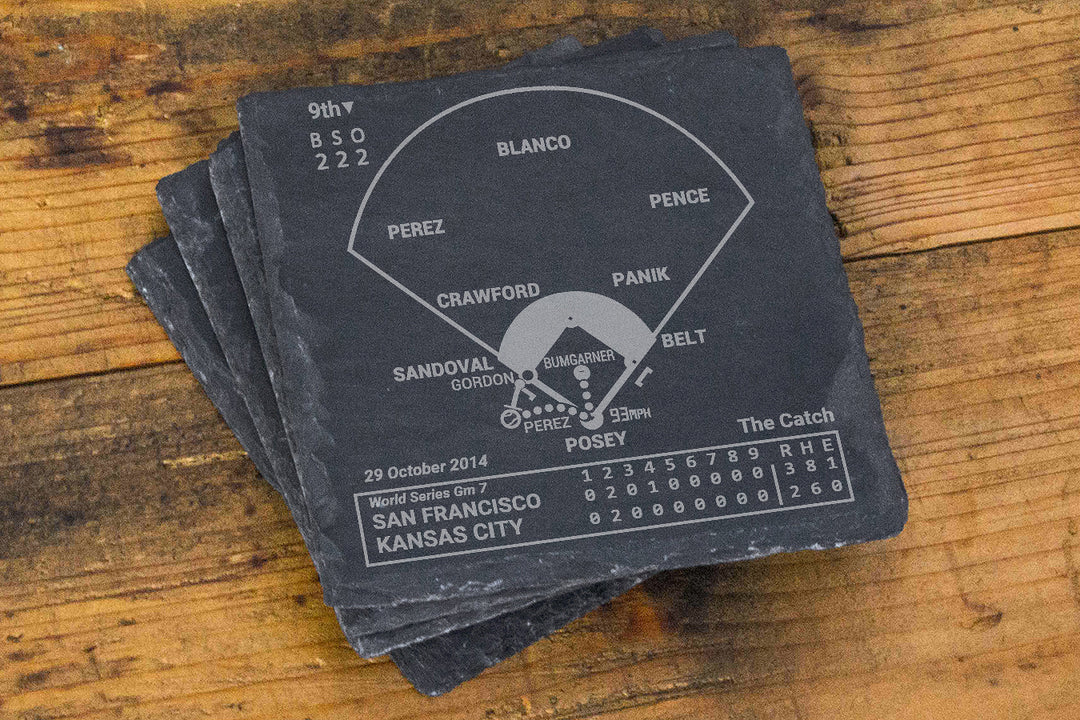 9th▼
B S O
2 2 2
BLANCO
PENCE
PEREZ
PANIK
CRAWFORD
BELT
BUMGARNER
SANDOVAL
GORDON
1
93MPH
PEREZ
POSEY
The Catch
29 October 2014
World Series Gm 7 1 2 3 4 5 6 7 8 9 R H E
SAN FRANCISCO 0 2 0 1 0 0 0 0 0 3 8 1
KANSAS CITY 0 2 0 0 0 0 0 0 0 2 6 0